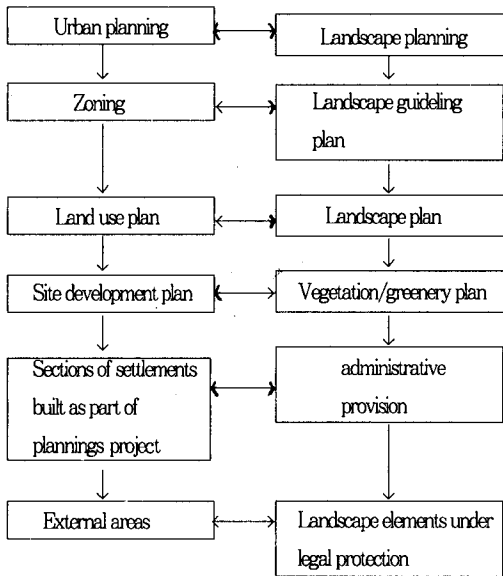 Urban planning
Landscape planning
Zoning
Landscape guideling
plan
Land use plan
Landscape plan
Site development plan
Vegetation/greenery plan
Sections of settlements
built as part of
plannings project
administrative
provision
External areas
Landscape elements under
legal protection